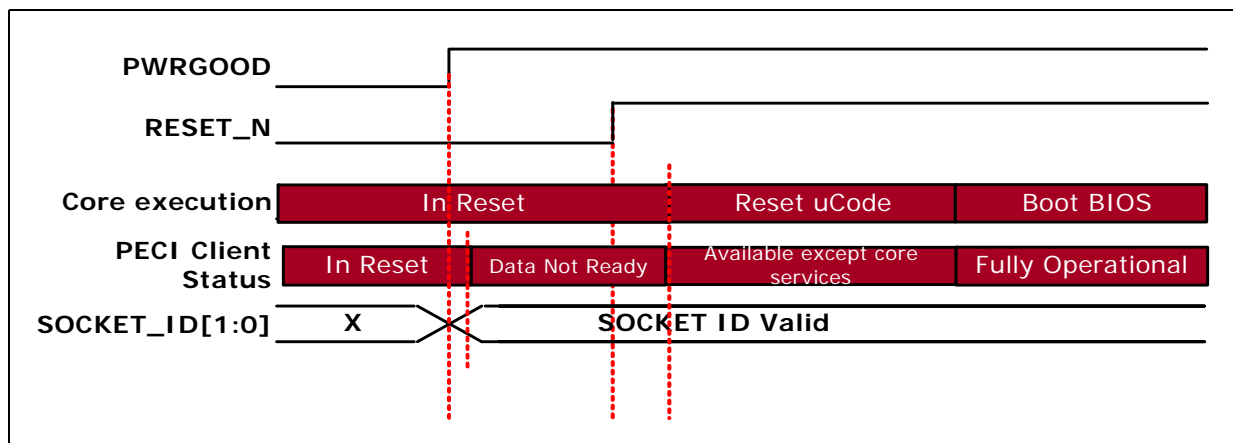 PWRGOOD
RESET_N
Core execution
In Reset
Reset uCode
Boot BIOS
PECI Client
Status
In Reset
Data Not Ready
Available except core
services
Fully Operational
SOCKET_ID[1:0]
X
SOCKET ID Valid